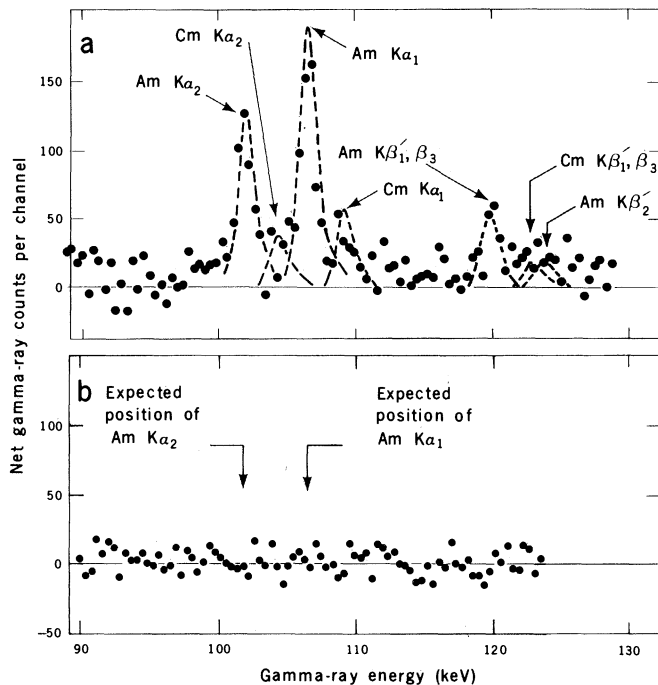 a
Cm Kα₂
Am Kα₁
Am Kα₂
Am Kβ₁′, β₃
Cm Kα₁
Cm Kβ₁′, β₃
Am Kβ₂′
150
100
50
0
Net gamma-ray counts per channel
b
Expected
position of
Am Kα₂
Expected
position of
Am Kα₁
100
50
0
−50
90
100
110
120
130
Gamma-ray energy (keV)